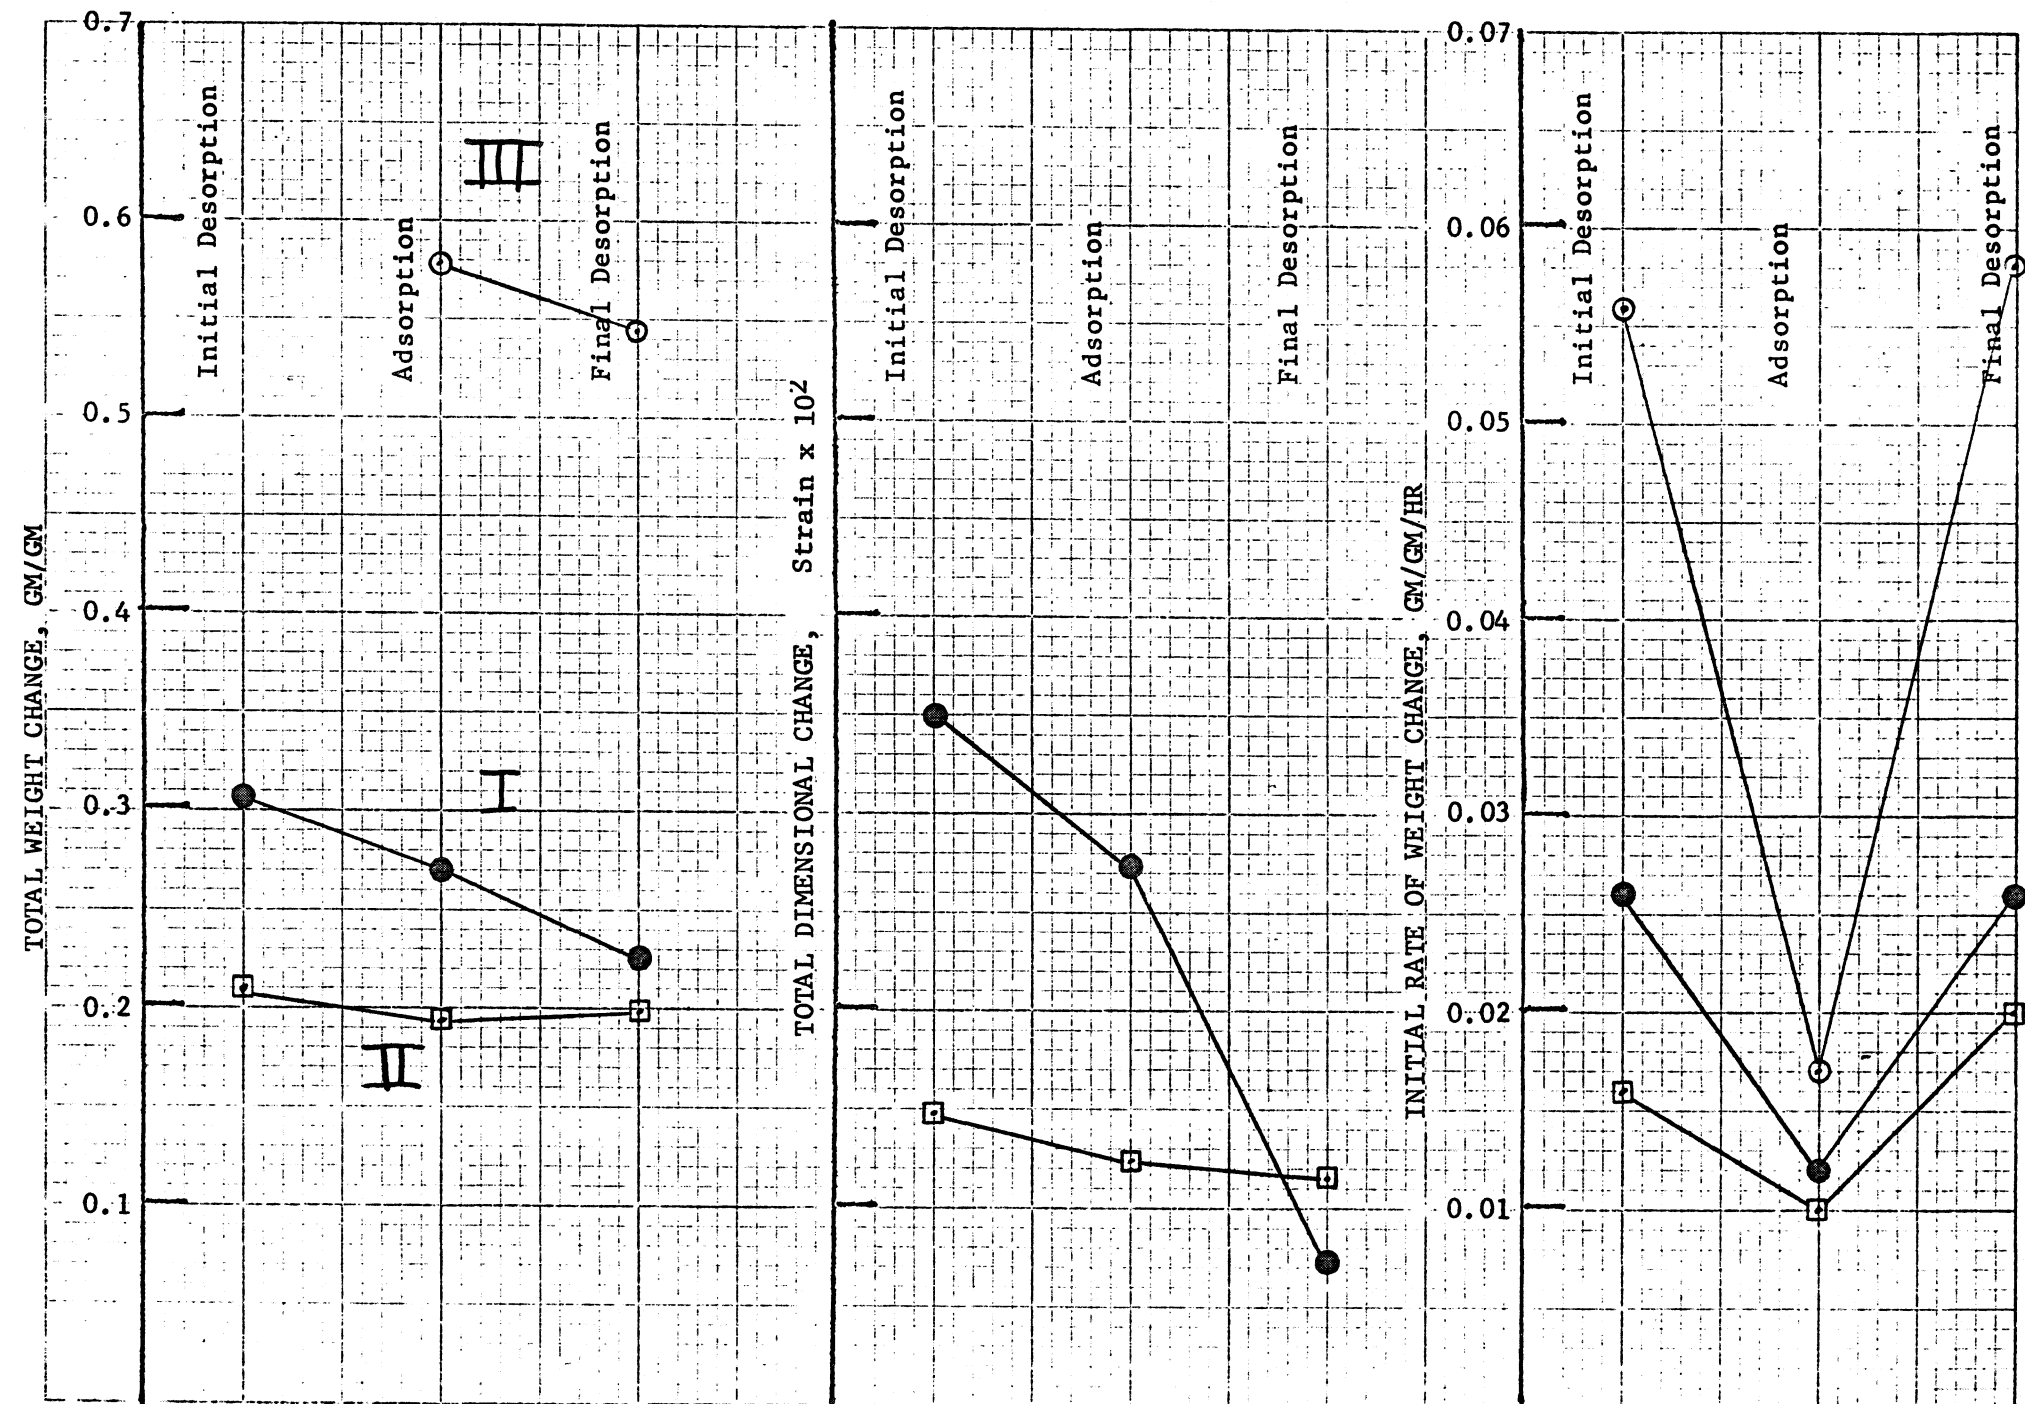 TOTAL WEIGHT CHANGE, GM/GM
0.7
0.6
0.5
0.4
0.3
0.2
0.1
Initial Desorption
Adsorption
Final Desorption
III
I
II
TOTAL DIMENSIONAL CHANGE, Strain x 10²
Initial Desorption
Adsorption
Final Desorption
INITIAL RATE OF WEIGHT CHANGE, GM/GM/HR
0.07
0.06
0.05
0.04
0.03
0.02
0.01
Initial Desorption
Adsorption
Final Desorption